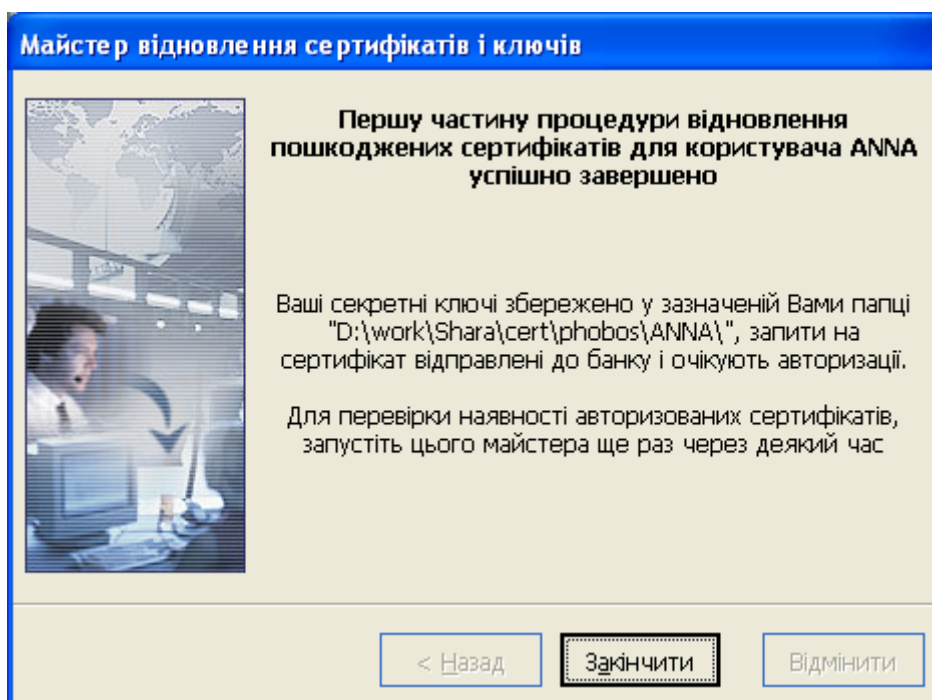 Майстер відновлення сертифікатів і ключів
Першу частину процедури відновлення
пошкоджених сертифікатів для користувача ANNA
успішно завершено
Ваші секретні ключі збережено у зазначеній Вами папці
"D:\work\Shara\cert\phobos\ANNA\", запити на
сертифікат відправлені до банку і очікують авторизації.
Для перевірки наявності авторизованих сертифікатів,
запустіть цього майстера ще раз через деякий час
< Назад
Закінчити
Відмінити